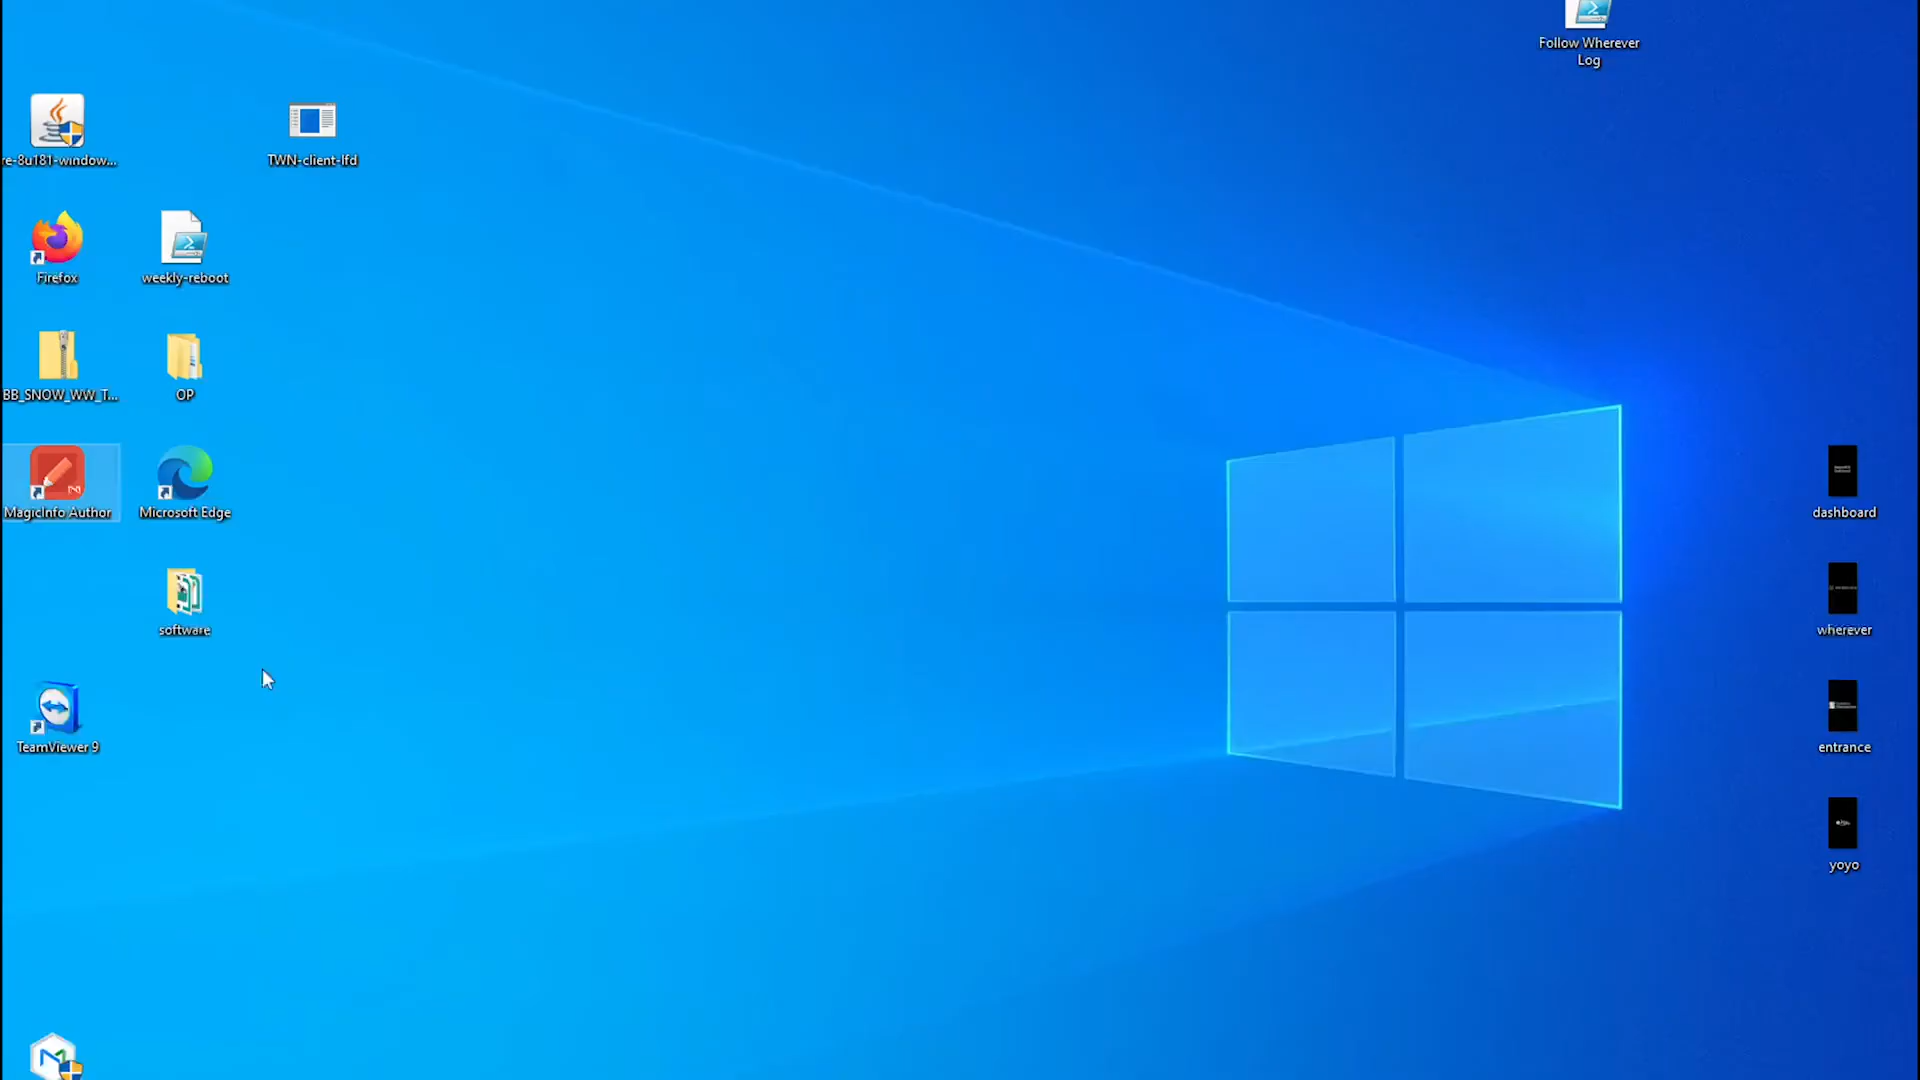 Follow Wherever
Log
re-8u181-window...
TWN-client-lfd
Firefox
weekly-reboot
BB_SNOW_WW_T...
OP
MagicInfo Author
Microsoft Edge
dashboard
software
wherever
TeamViewer 9
entrance
yoyo